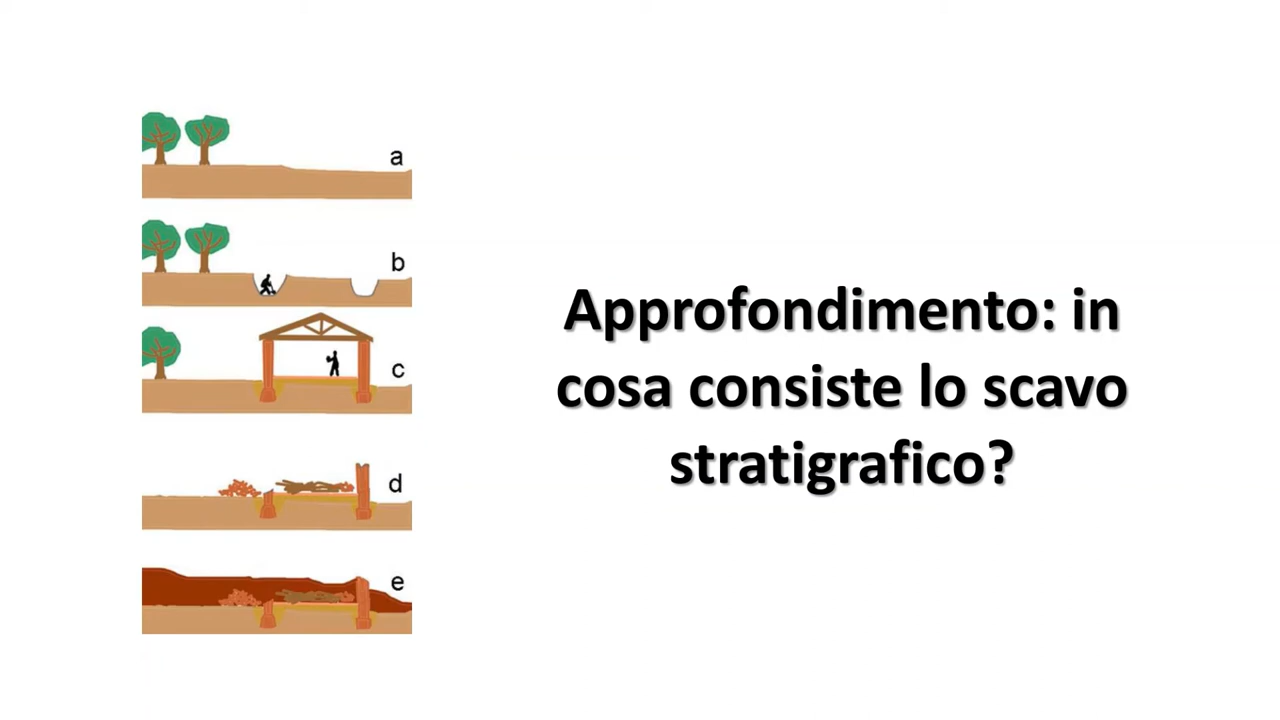 a
b
c
d
e
Approfondimento: in
cosa consiste lo scavo
stratigrafico?